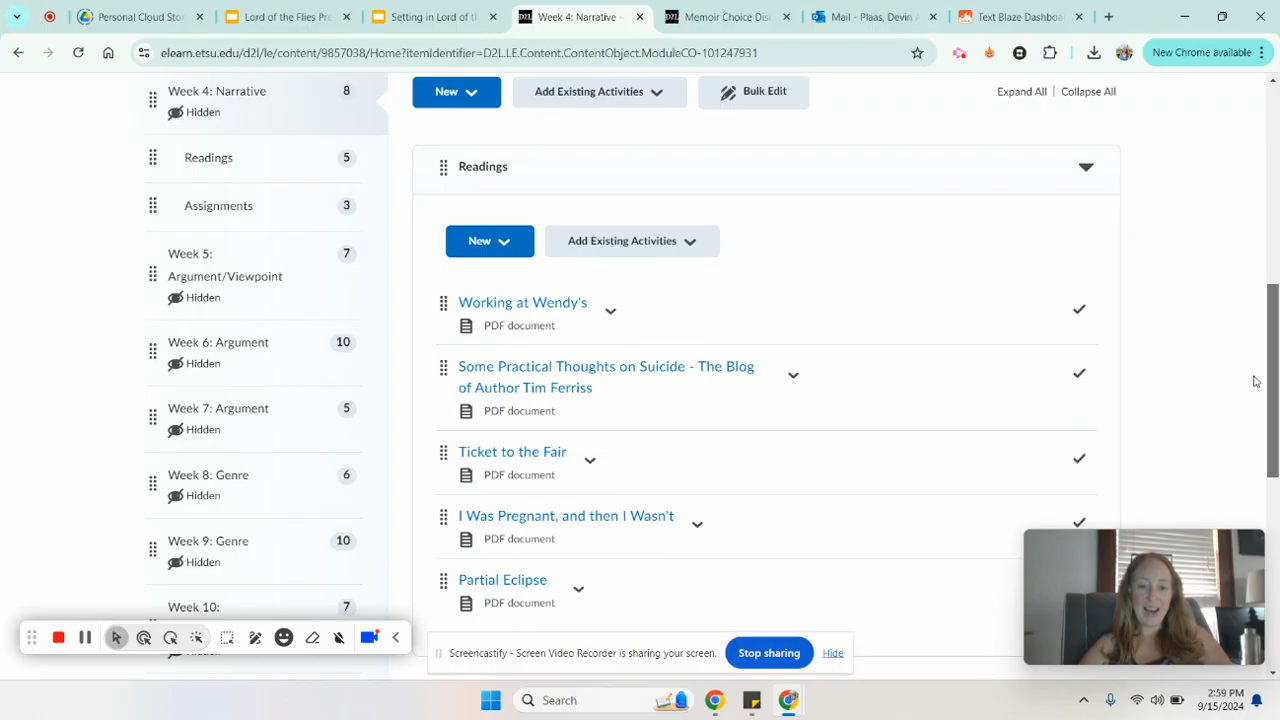 Personal Cloud Stor
Lord of the Flies Pro
Setting in Lord of th
Week 4: Narrative -
Memoir Choice Disc
Mail - Plaas, Devin A
Text Blaze Dashboar
elearn.etsu.edu/d2l/le/content/9857038/Home?itemIdentifier=D2L.LE.Content.ContentObject.ModuleCO-101247931
New Chrome available
Week 4: Narrative 8
Hidden
Readings 5
Assignments 3
Week 5: 7
Argument/Viewpoint
Hidden
Week 6: Argument 10
Hidden
Week 7: Argument 5
Hidden
Week 8: Genre 6
Hidden
Week 9: Genre 10
Hidden
Week 10: 7
New
Add Existing Activities
Bulk Edit
Expand All | Collapse All
Readings
New
Add Existing Activities
Working at Wendy's
PDF document
Some Practical Thoughts on Suicide - The Blog
of Author Tim Ferriss
PDF document
Ticket to the Fair
PDF document
I Was Pregnant, and then I Wasn't
PDF document
Partial Eclipse
PDF document
Screencastify - Screen Video Recorder is sharing your screen.
Stop sharing
Hide
Search
2:59 PM
9/15/2024